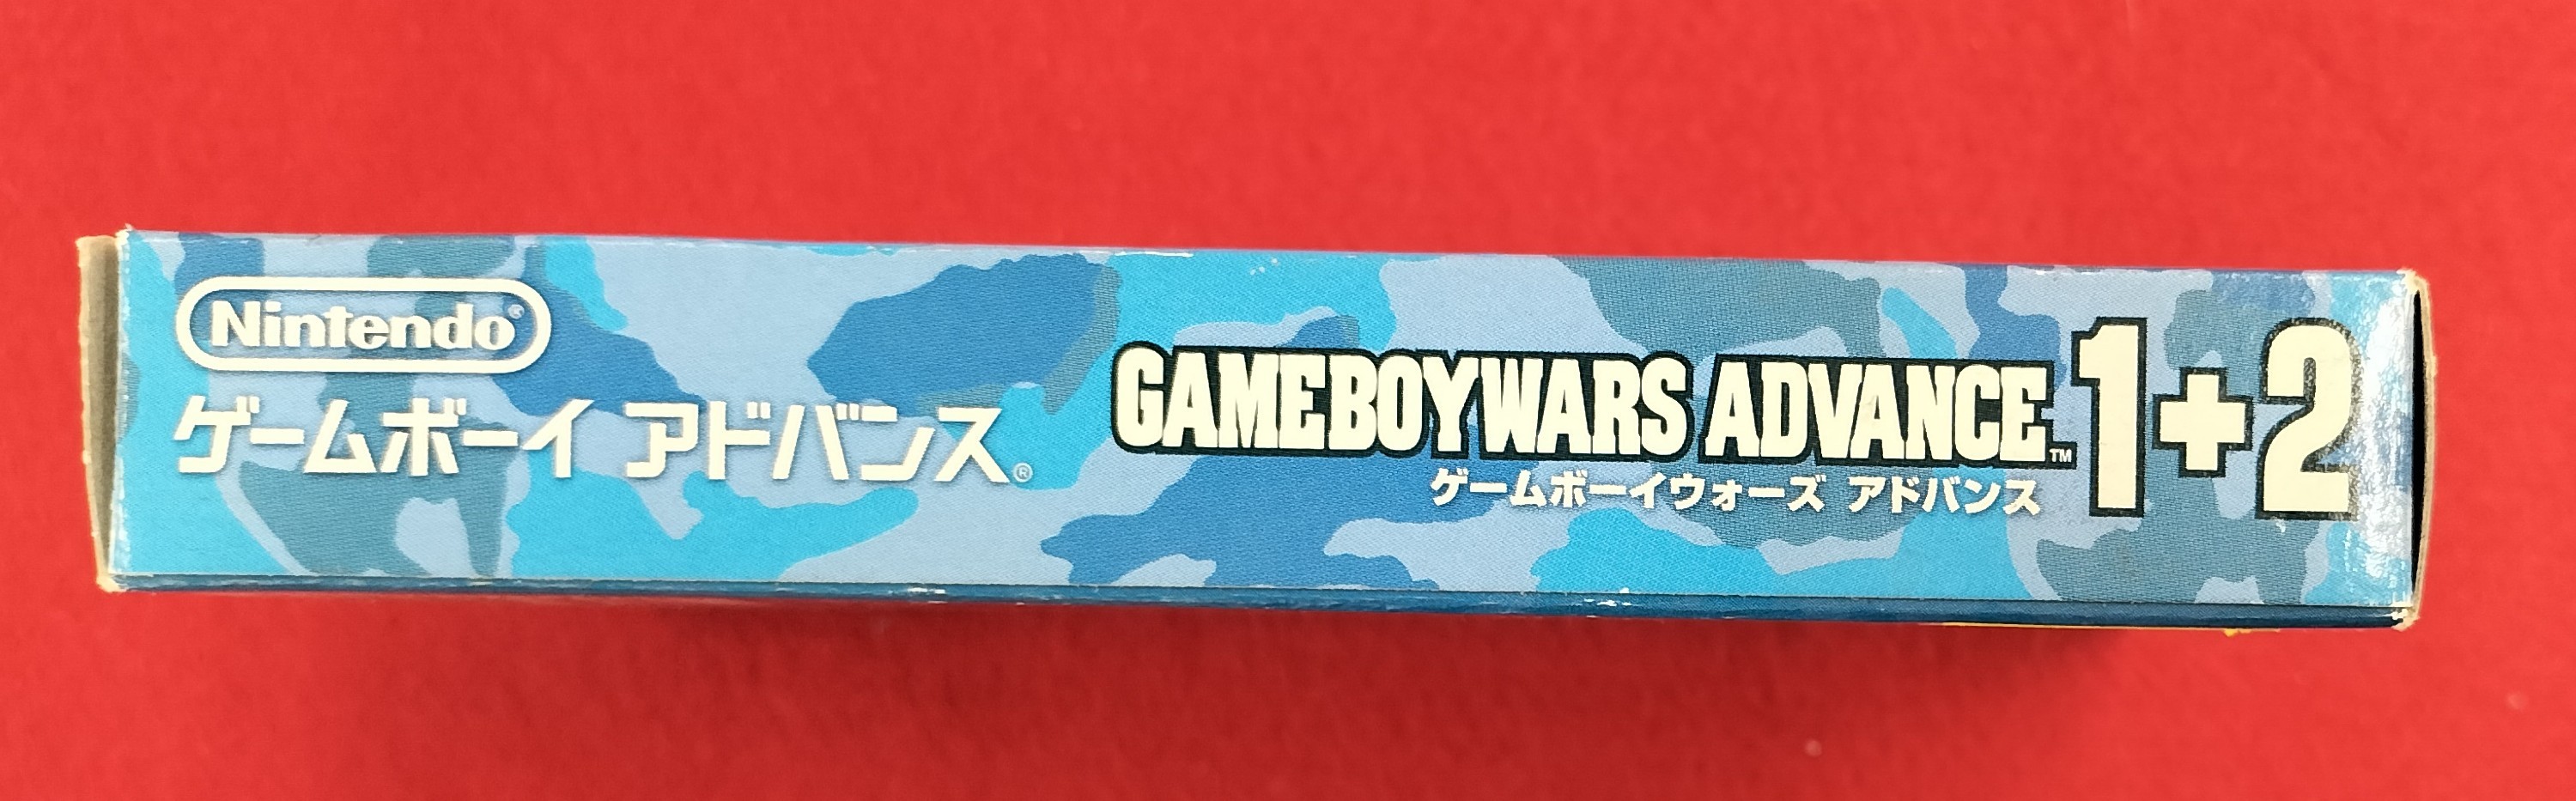 Nintendo®
ゲームボーイ アドバンス®
GAMEBOYWARS ADVANCE™ 1+2
ゲームボーイウォーズ アドバンス